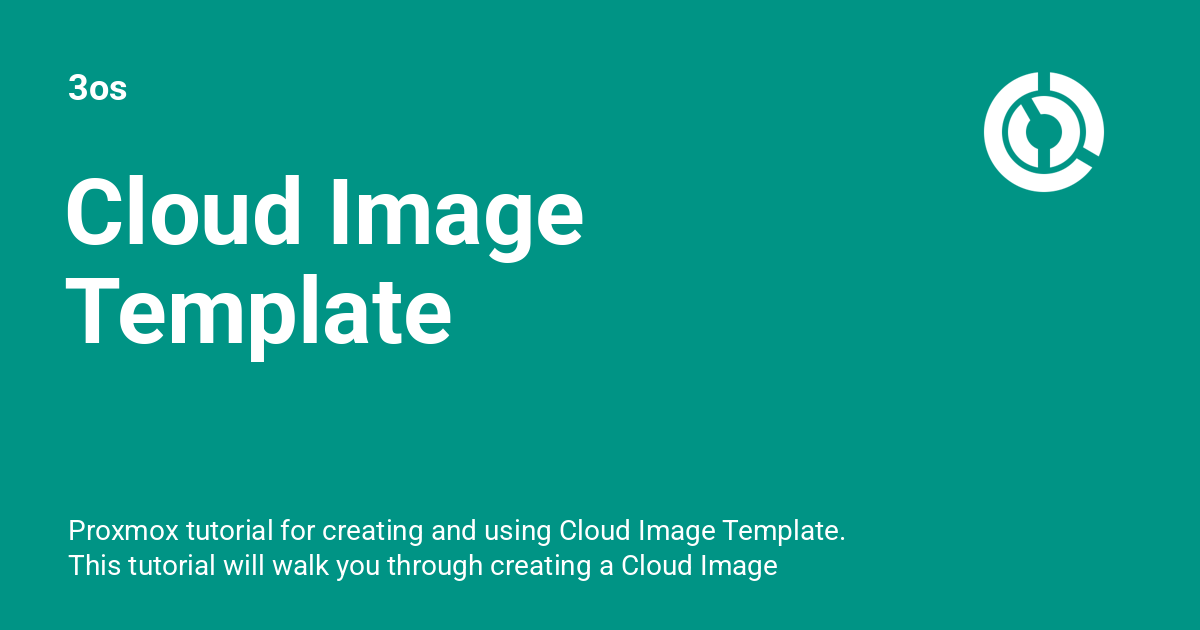 3os
Cloud Image
Template
Proxmox tutorial for creating and using Cloud Image Template.
This tutorial will walk you through creating a Cloud Image